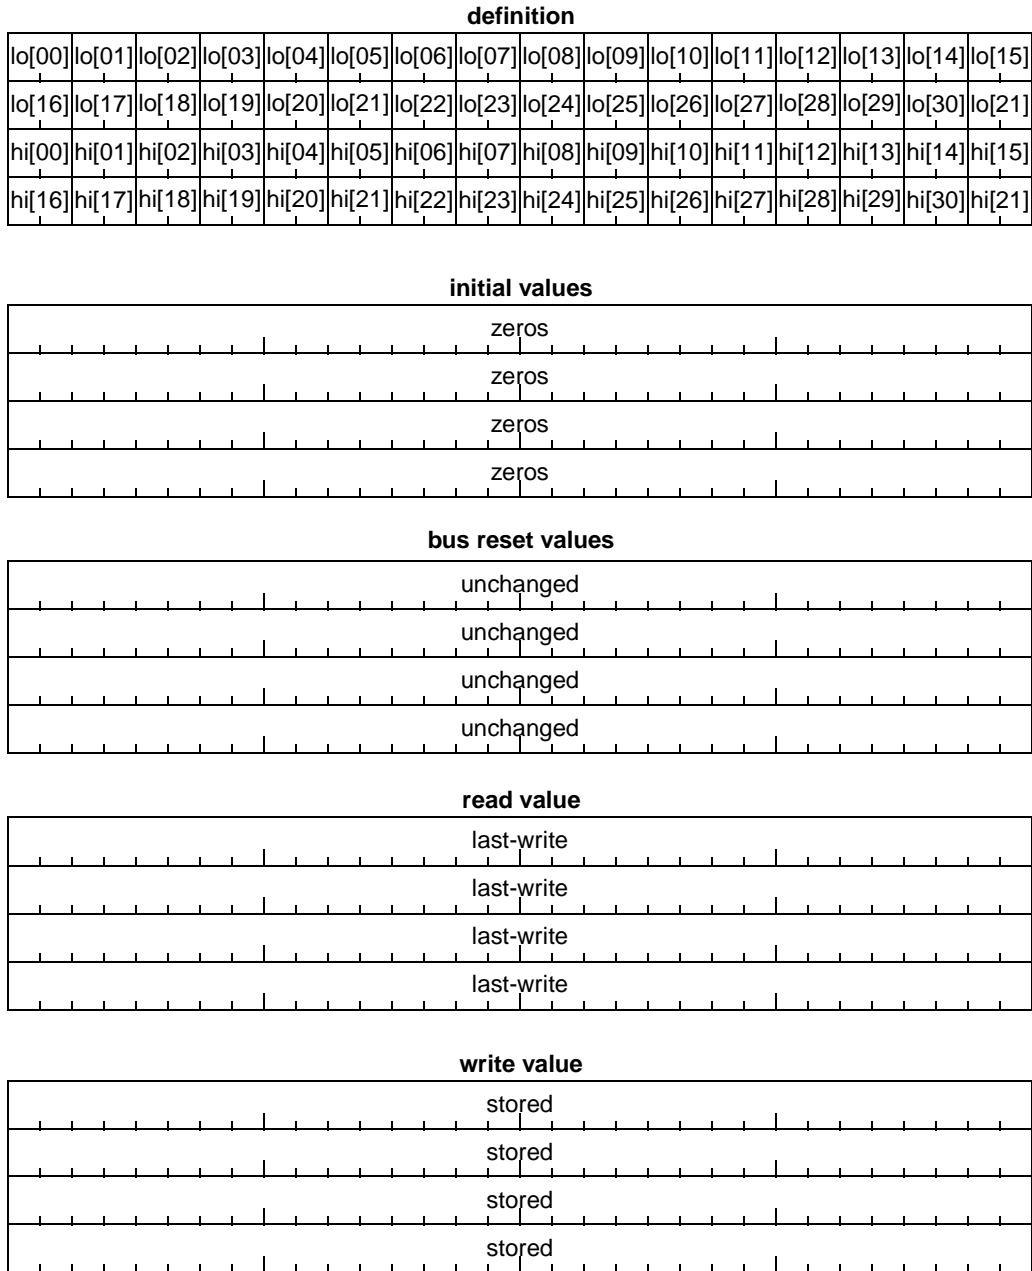 definition
lo[00] lo[01] lo[02] lo[03] lo[04] lo[05] lo[06] lo[07] lo[08] lo[09] lo[10] lo[11] lo[12] lo[13] lo[14] lo[15]
lo[16] lo[17] lo[18] lo[19] lo[20] lo[21] lo[22] lo[23] lo[24] lo[25] lo[26] lo[27] lo[28] lo[29] lo[30] lo[21]
hi[00] hi[01] hi[02] hi[03] hi[04] hi[05] hi[06] hi[07] hi[08] hi[09] hi[10] hi[11] hi[12] hi[13] hi[14] hi[15]
hi[16] hi[17] hi[18] hi[19] hi[20] hi[21] hi[22] hi[23] hi[24] hi[25] hi[26] hi[27] hi[28] hi[29] hi[30] hi[21]
initial values
zeros
zeros
zeros
zeros
bus reset values
unchanged
unchanged
unchanged
unchanged
read value
last-write
last-write
last-write
last-write
write value
stored
stored
stored
stored